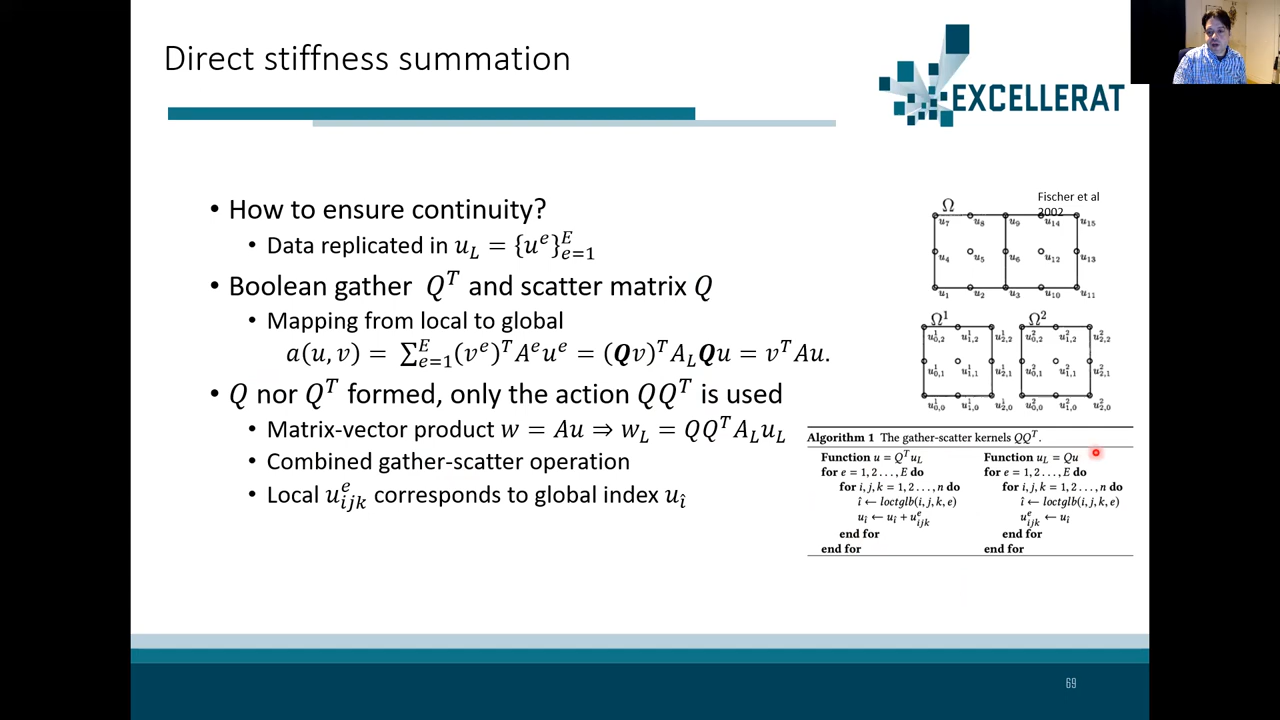 Direct stiffness summation
EXCELLERAT
• How to ensure continuity?
• Data replicated in u_L = {u^e}_{e=1}^E
• Boolean gather Q^T and scatter matrix Q
• Mapping from local to global
a(u, v) = ∑_{e=1}^E (v^e)^T A^e u^e = (Qv)^T A_L Qu = v^T Au.
• Q nor Q^T formed, only the action QQ^T is used
• Matrix-vector product w = Au ⇒ w_L = QQ^T A_L u_L
• Combined gather-scatter operation
• Local u_{ijk}^e corresponds to global index u_î
Fischer et al
2002
Ω
u_7 u_8 u_9 u_14 u_15
u_4 u_5 u_6 u_12 u_13
u_1 u_2 u_3 u_10 u_11
Ω^1 Ω^2
u^1_{0,2} u^1_{1,2} u^1_{2,2} u^2_{0,2} u^2_{1,2} u^2_{2,2}
u^1_{0,1} u^1_{1,1} u^1_{2,1} u^2_{0,1} u^2_{1,1} u^2_{2,1}
u^1_{0,0} u^1_{1,0} u^1_{2,0} u^2_{0,0} u^2_{1,0} u^2_{2,0}
Algorithm 1 The gather-scatter kernels QQ^T.
Function u = Q^T u_L
for e = 1, 2 . . . , E do
for i, j, k = 1, 2 . . . , n do
î ← loctglb(i, j, k, e)
u_î ← u_î + u^e_{ijk}
end for
end for
Function u_L = Qu
for e = 1, 2 . . . , E do
for i, j, k = 1, 2 . . . , n do
î ← loctglb(i, j, k, e)
u^e_{ijk} ← u_î
end for
end for
69